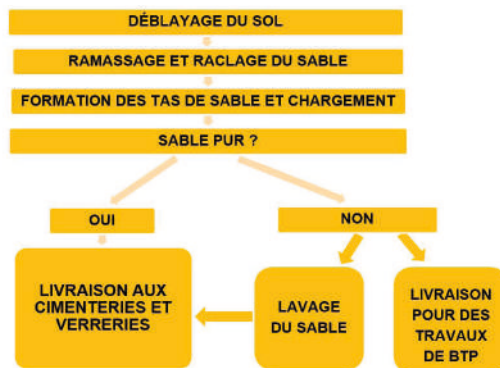 DÉBLAYAGE DU SOL
RAMASSAGE ET RACLAGE DU SABLE
FORMATION DES TAS DE SABLE ET CHARGEMENT
SABLE PUR ?
OUI
NON
LIVRAISON AUX
CIMENTERIES ET
VERRERIES
LAVAGE
DU SABLE
LIVRAISON
POUR DES
TRAVAUX
DE BTP